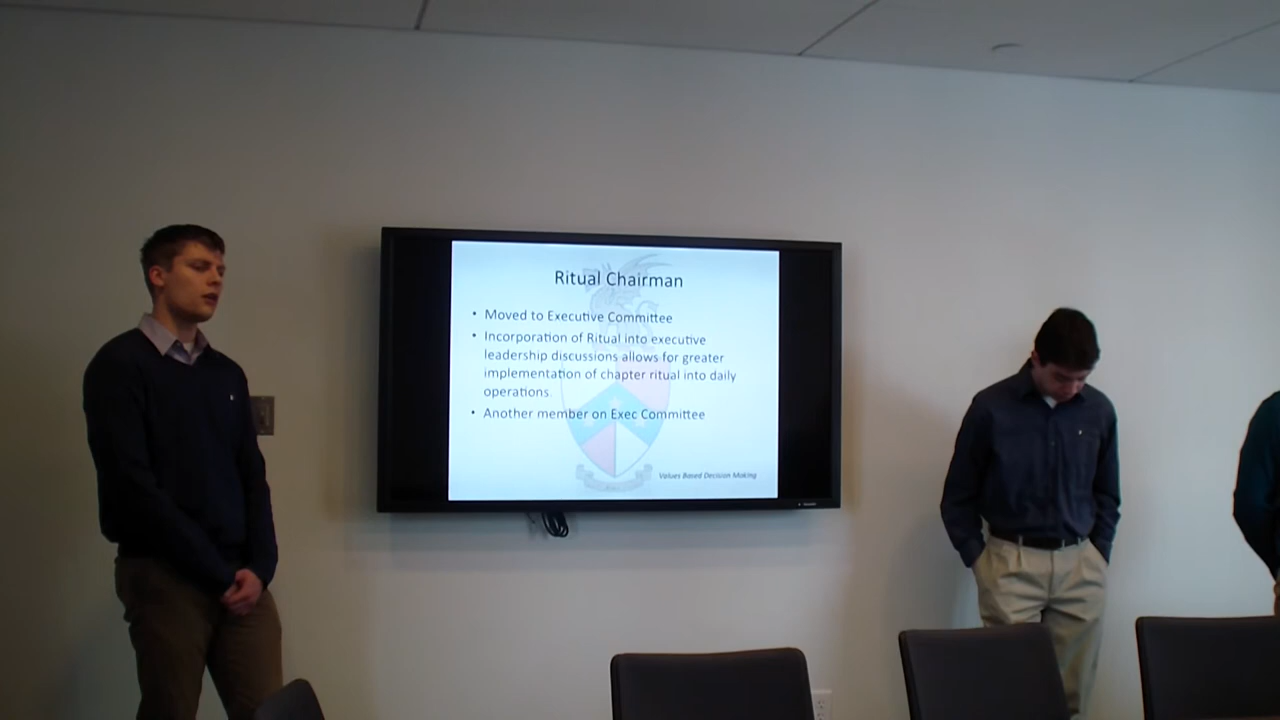 Ritual Chairman
• Moved to Executive Committee
• Incorporation of Ritual into executive
leadership discussions allows for greater
implementation of chapter ritual into daily
operations.
• Another member on Exec Committee
Values Based Decision Making